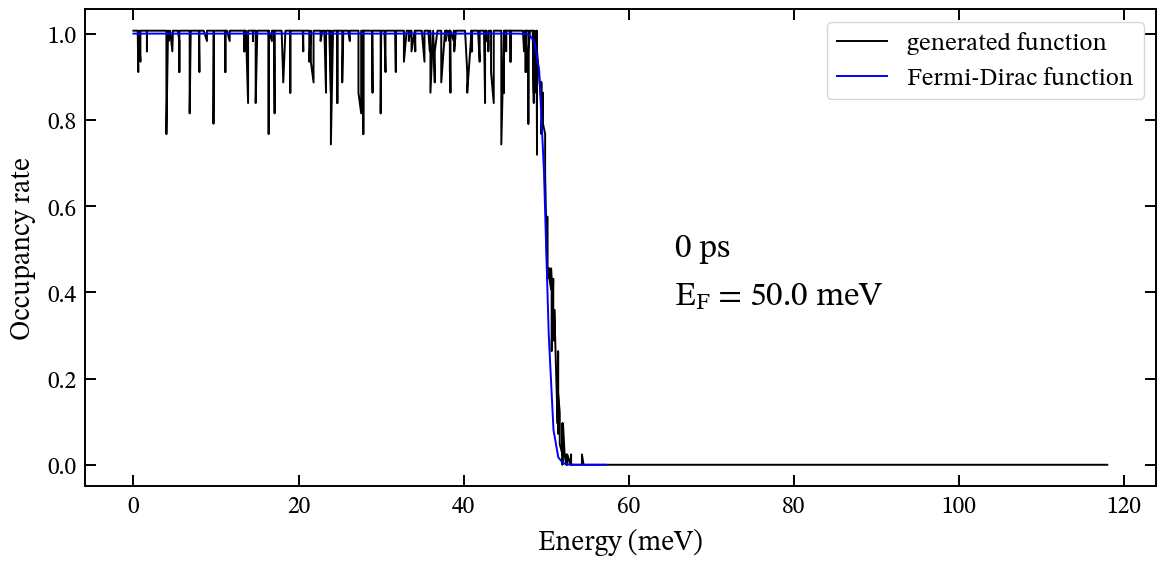 generated function
Fermi-Dirac function
1.0
0.8
0.6
0.4
0.2
0.0
Occupancy rate
0 ps
E_F = 50.0 meV
0 20 40 60 80 100 120
Energy (meV)